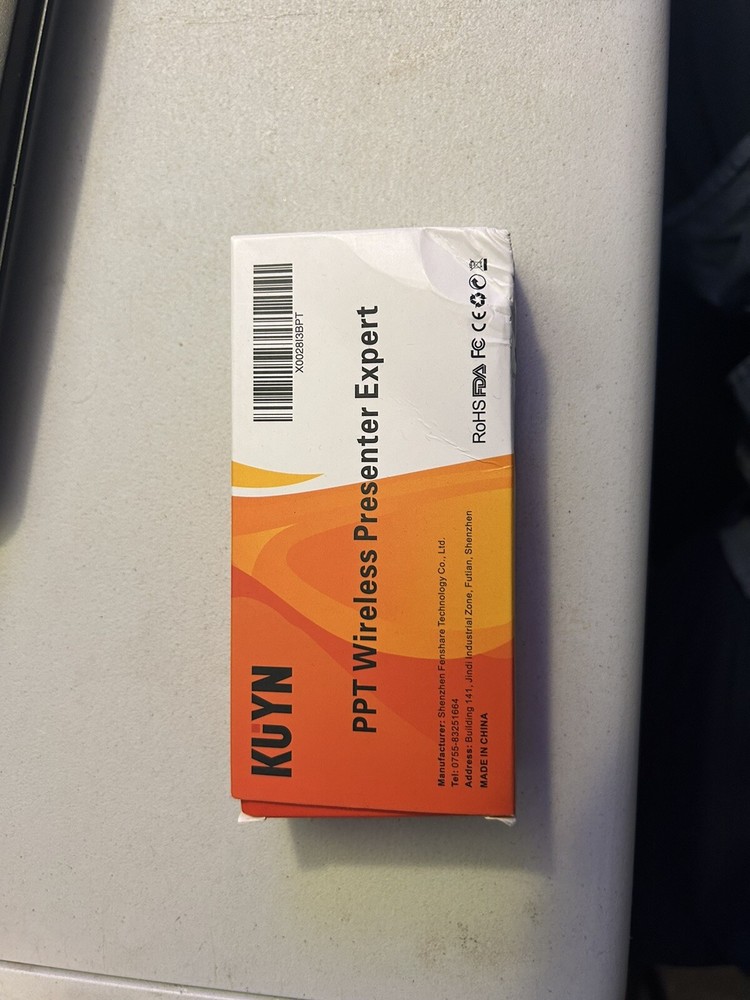 KUYN
X0028I3BPT
PPT Wireless Presenter Expert
Manufacturer: Shenzhen Fenshare Technology Co., Ltd.
Tel: 0755-83251664
Address: Building 141, Jindi Industrial Zone, Futian, Shenzhen
MADE IN CHINA
RoHS FDA FC CE